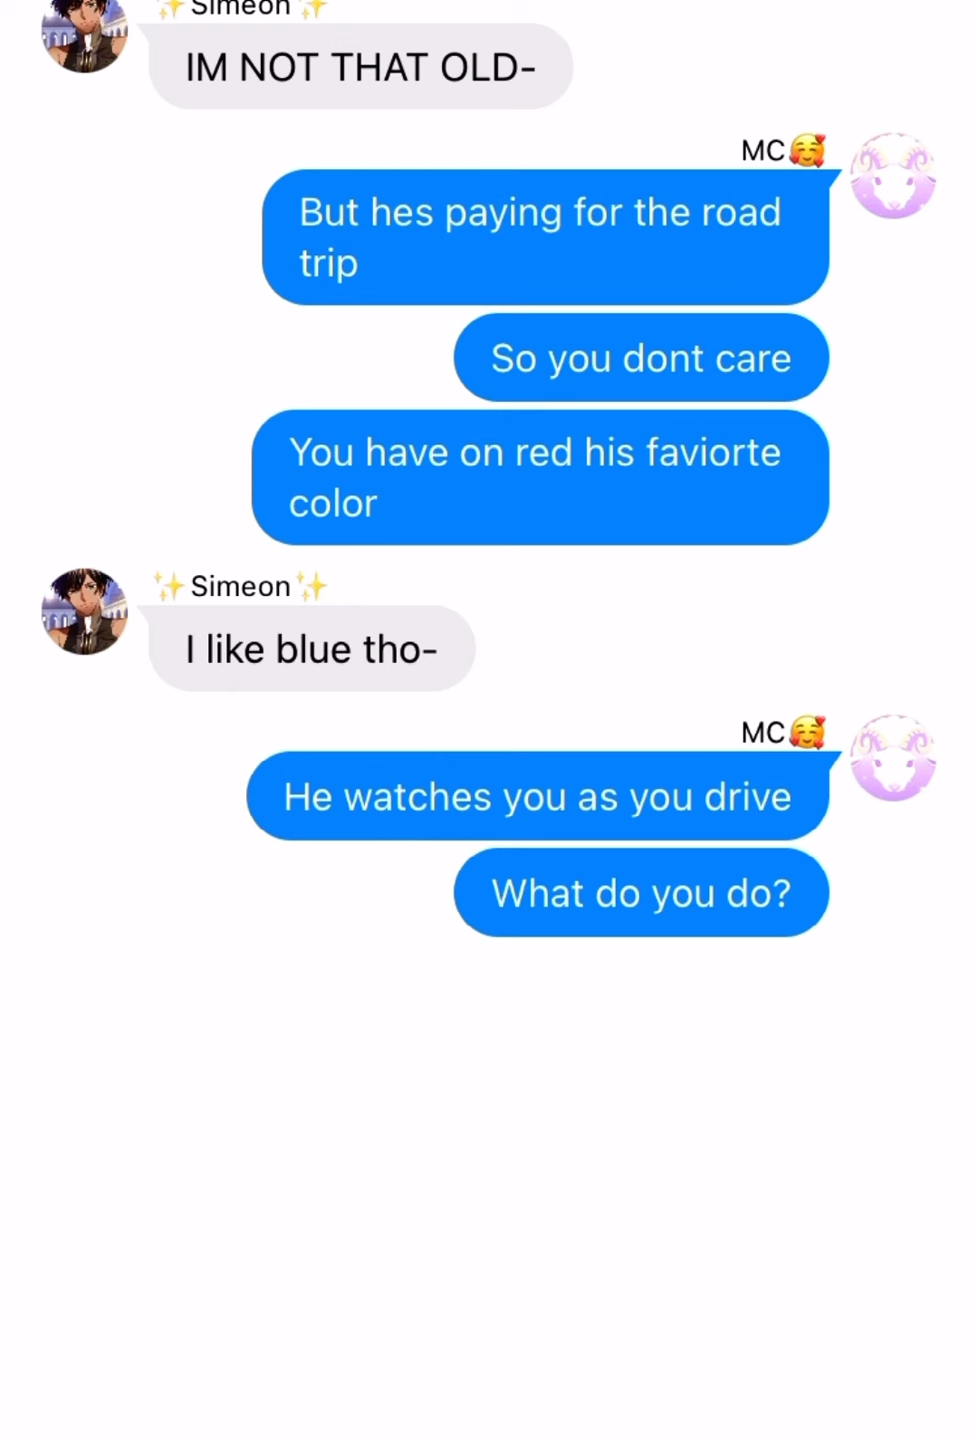 ✨Simeon✨
IM NOT THAT OLD-
MC🥰
But hes paying for the road
trip
So you dont care
You have on red his faviorte
color
✨Simeon✨
I like blue tho-
MC🥰
He watches you as you drive
What do you do?